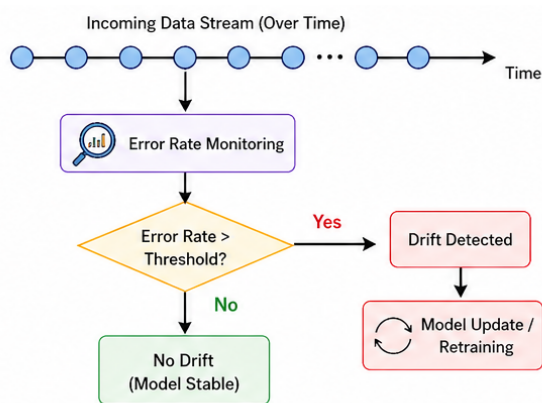 Incoming Data Stream (Over Time)
Time
Error Rate Monitoring
Error Rate >
Threshold?
Yes
Drift Detected
No
Model Update /
Retraining
No Drift
(Model Stable)